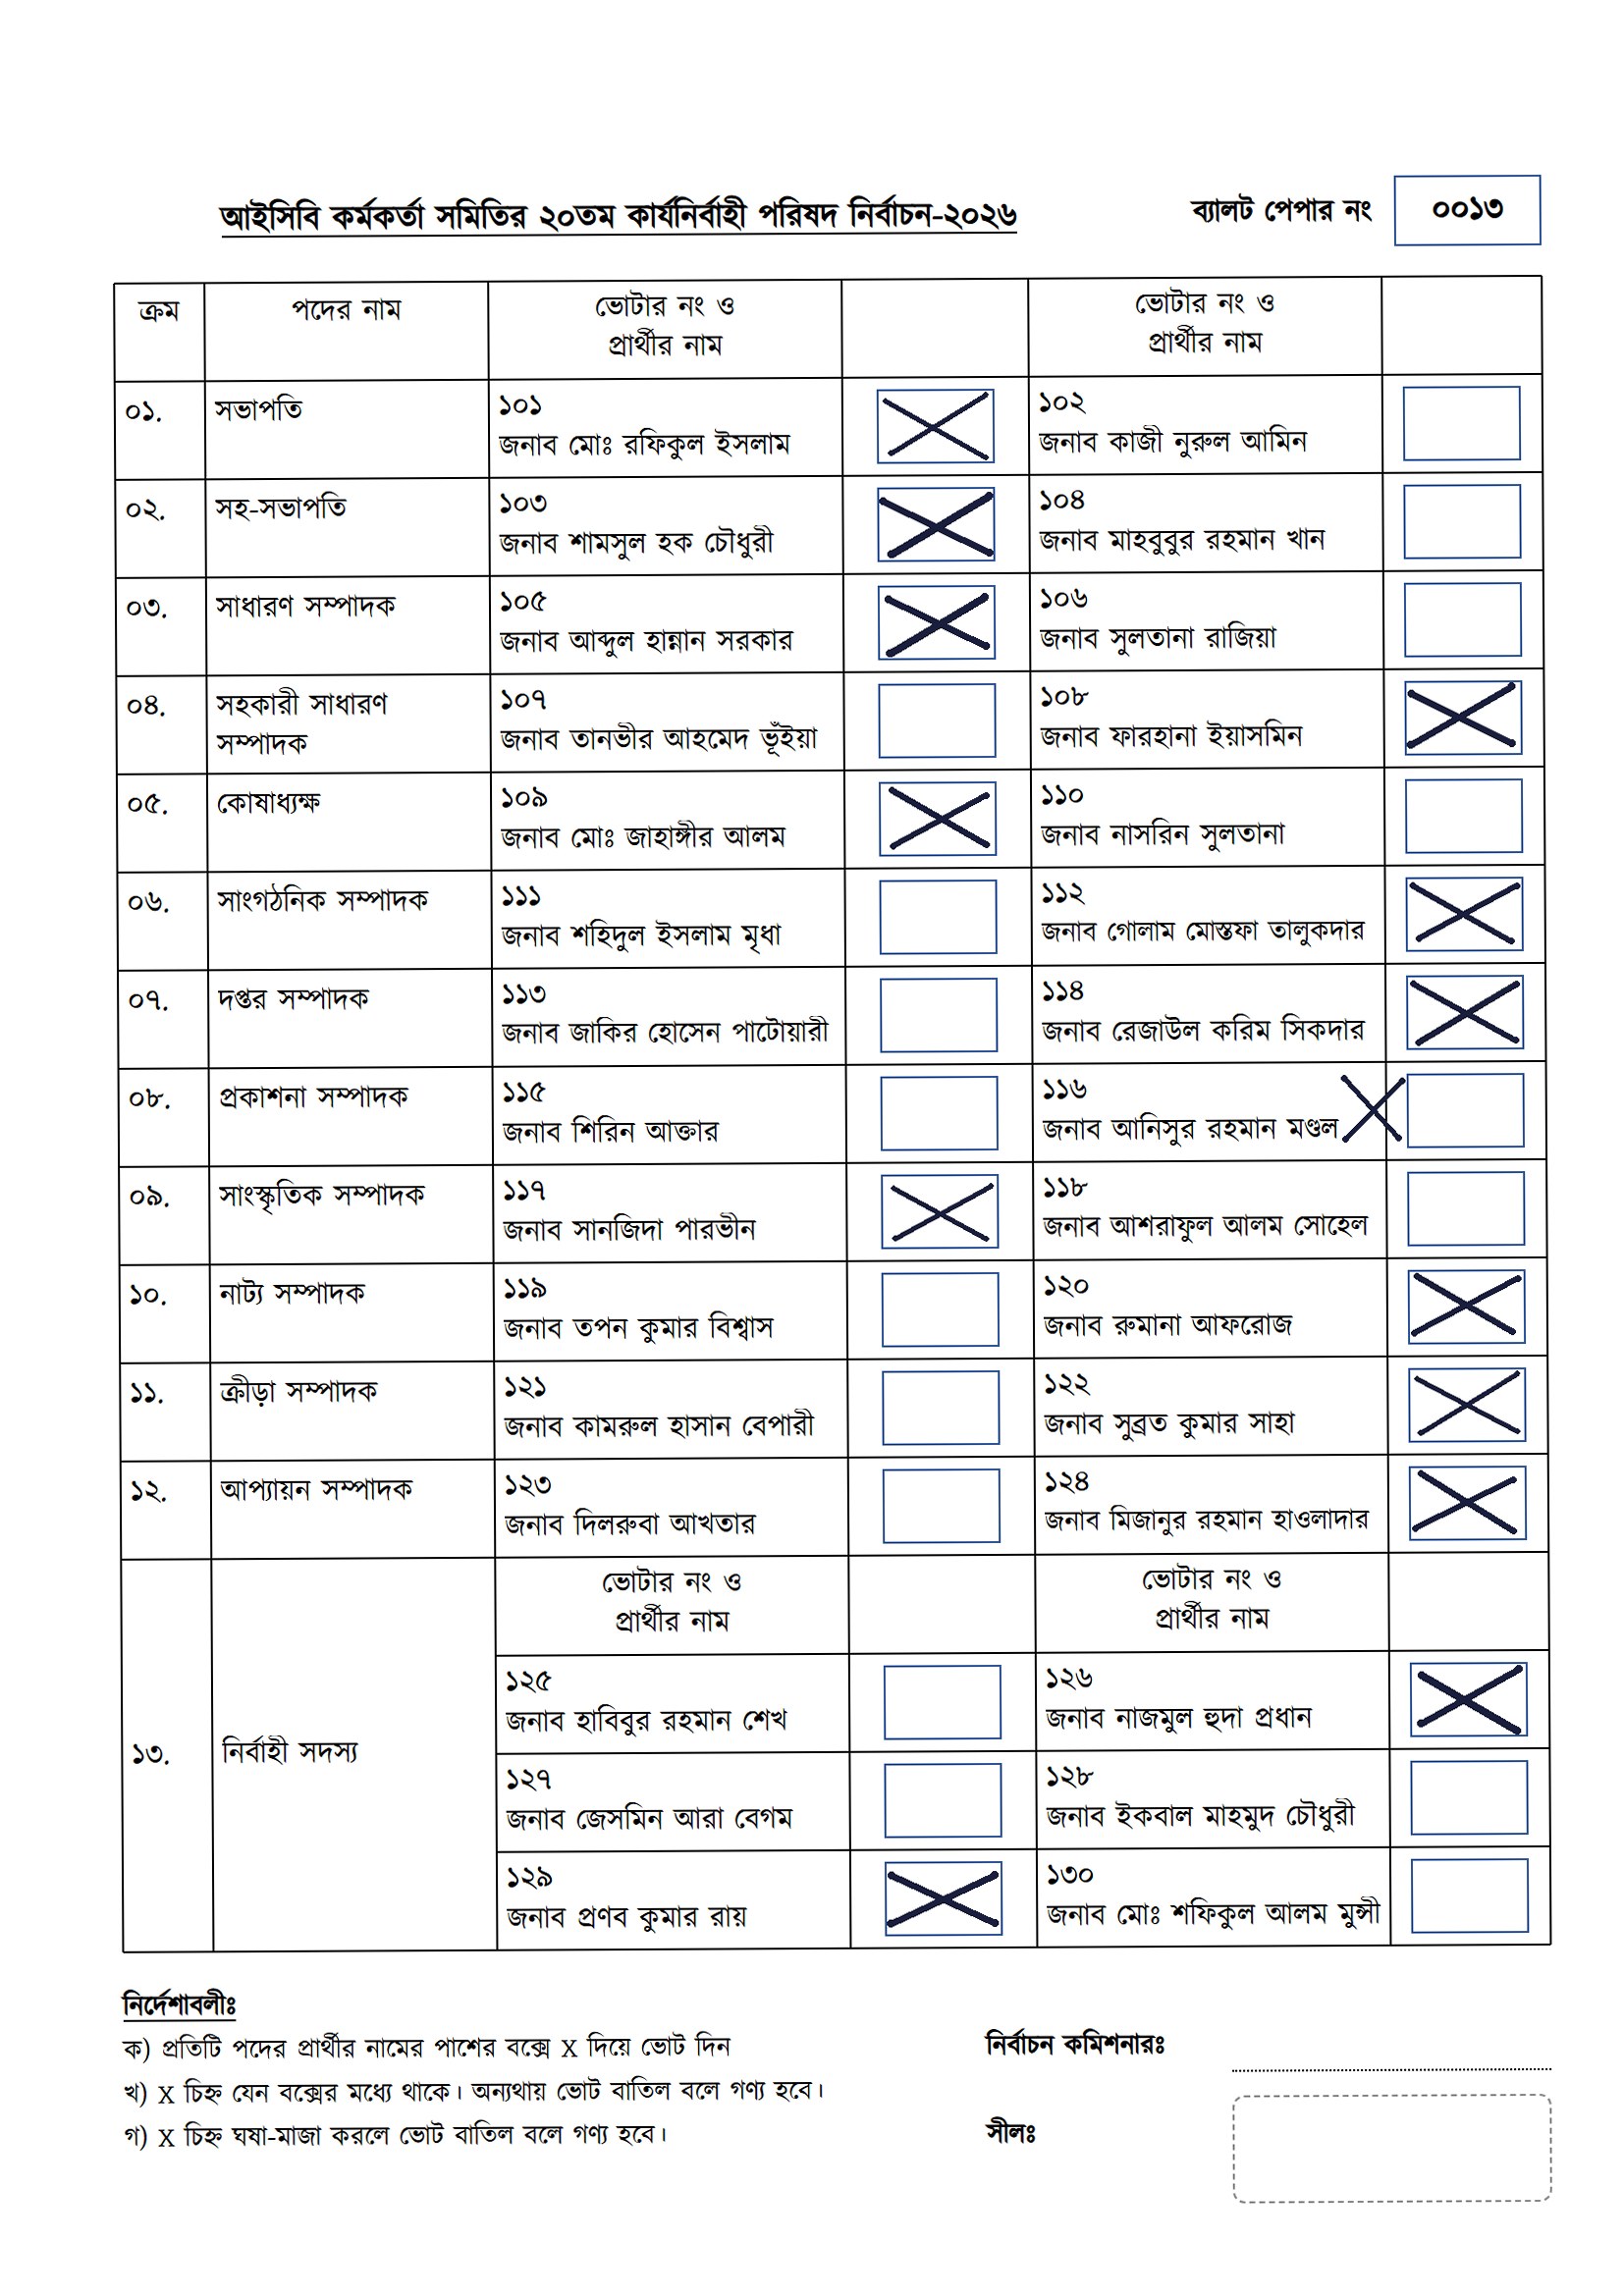 আইসিবি কর্মকর্তা সমিতির ২০তম কার্যনির্বাহী পরিষদ নির্বাচন-২০২৬ ব্যালট পেপার নং ০০১৩
ক্রম পদের নাম ভোটার নং ও ভোটার নং ও
প্রার্থীর নাম প্রার্থীর নাম
০১. সভাপতি ১০১ ১০২
জনাব মোঃ রফিকুল ইসলাম জনাব কাজী নুরুল আমিন
০২. সহ-সভাপতি ১০৩ ১০৪
জনাব শামসুল হক চৌধুরী জনাব মাহবুবুর রহমান খান
০৩. সাধারণ সম্পাদক ১০৫ ১০৬
জনাব আব্দুল হান্নান সরকার জনাব সুলতানা রাজিয়া
০৪. সহকারী সাধারণ ১০৭ ১০৮
সম্পাদক জনাব তানভীর আহমেদ ভূঁইয়া জনাব ফারহানা ইয়াসমিন
০৫. কোষাধ্যক্ষ ১০৯ ১১০
জনাব মোঃ জাহাঙ্গীর আলম জনাব নাসরিন সুলতানা
০৬. সাংগঠনিক সম্পাদক ১১১ ১১২
জনাব শহিদুল ইসলাম মৃধা জনাব গোলাম মোস্তফা তালুকদার
০৭. দপ্তর সম্পাদক ১১৩ ১১৪
জনাব জাকির হোসেন পাটোয়ারী জনাব রেজাউল করিম সিকদার
০৮. প্রকাশনা সম্পাদক ১১৫ ১১৬
জনাব শিরিন আক্তার জনাব আনিসুর রহমান মণ্ডল
০৯. সাংস্কৃতিক সম্পাদক ১১৭ ১১৮
জনাব সানজিদা পারভীন জনাব আশরাফুল আলম সোহেল
১০. নাট্য সম্পাদক ১১৯ ১২০
জনাব তপন কুমার বিশ্বাস জনাব রুমানা আফরোজ
১১. ক্রীড়া সম্পাদক ১২১ ১২২
জনাব কামরুল হাসান বেপারী জনাব সুব্রত কুমার সাহা
১২. আপ্যায়ন সম্পাদক ১২৩ ১২৪
জনাব দিলরুবা আখতার জনাব মিজানুর রহমান হাওলাদার
ভোটার নং ও ভোটার নং ও
প্রার্থীর নাম প্রার্থীর নাম
১২৫ ১২৬
জনাব হাবিবুর রহমান শেখ জনাব নাজমুল হুদা প্রধান
১৩. নির্বাহী সদস্য
১২৭ ১২৮
জনাব জেসমিন আরা বেগম জনাব ইকবাল মাহমুদ চৌধুরী
১২৯ ১৩০
জনাব প্রণব কুমার রায় জনাব মোঃ শফিকুল আলম মুন্সী
নির্দেশাবলীঃ
ক) প্রতিটি পদের প্রার্থীর নামের পাশের বক্সে x দিয়ে ভোট দিন নির্বাচন কমিশনারঃ
খ) x চিহ্ন যেন বক্সের মধ্যে থাকে। অন্যথায় ভোট বাতিল বলে গণ্য হবে।
গ) x চিহ্ন ঘষা-মাজা করলে ভোট বাতিল বলে গণ্য হবে। সীলঃ